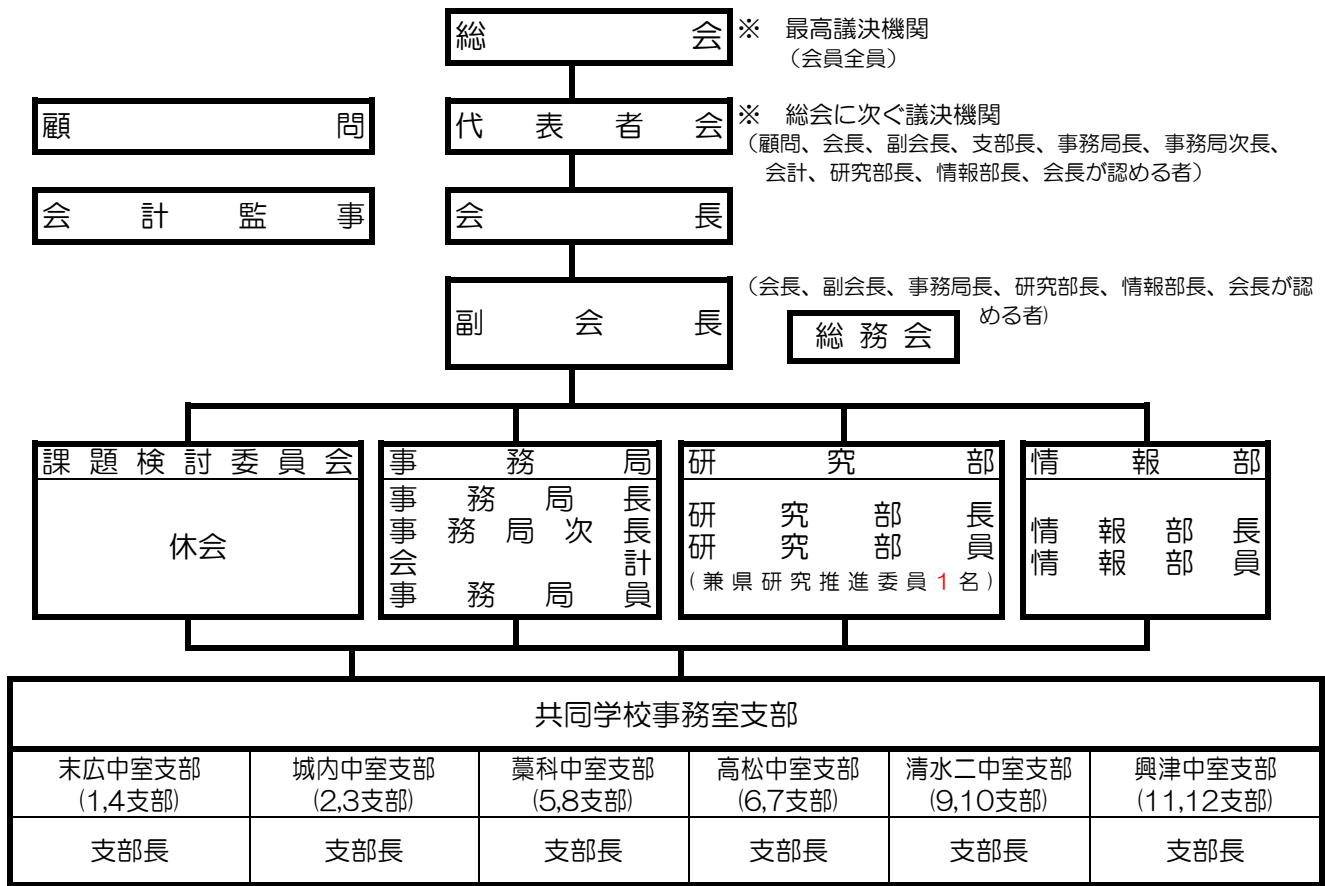 総会
※ 最高議決機関
（会員全員）
顧問
代表者会
※ 総会に次ぐ議決機関
（顧問、会長、副会長、支部長、事務局長、事務局次長、
会計、研究部長、情報部長、会長が認める者）
会計監事
会長
副会長
（会長、副会長、事務局長、研究部長、情報部長、会長が認
める者)
総務会
課題検討委員会
休会
事務局
事務局長
事務局次長
会計
事務局員
研究部
研究部長
研究部員
(兼県研究推進委員1名)
情報部
情報部長
情報部員
共同学校事務室支部
末広中室支部
(1,4支部)
城内中室支部
(2,3支部)
藁科中室支部
(5,8支部)
高松中室支部
(6,7支部)
清水二中室支部
(9,10支部)
興津中室支部
(11,12支部)
支部長
支部長
支部長
支部長
支部長
支部長